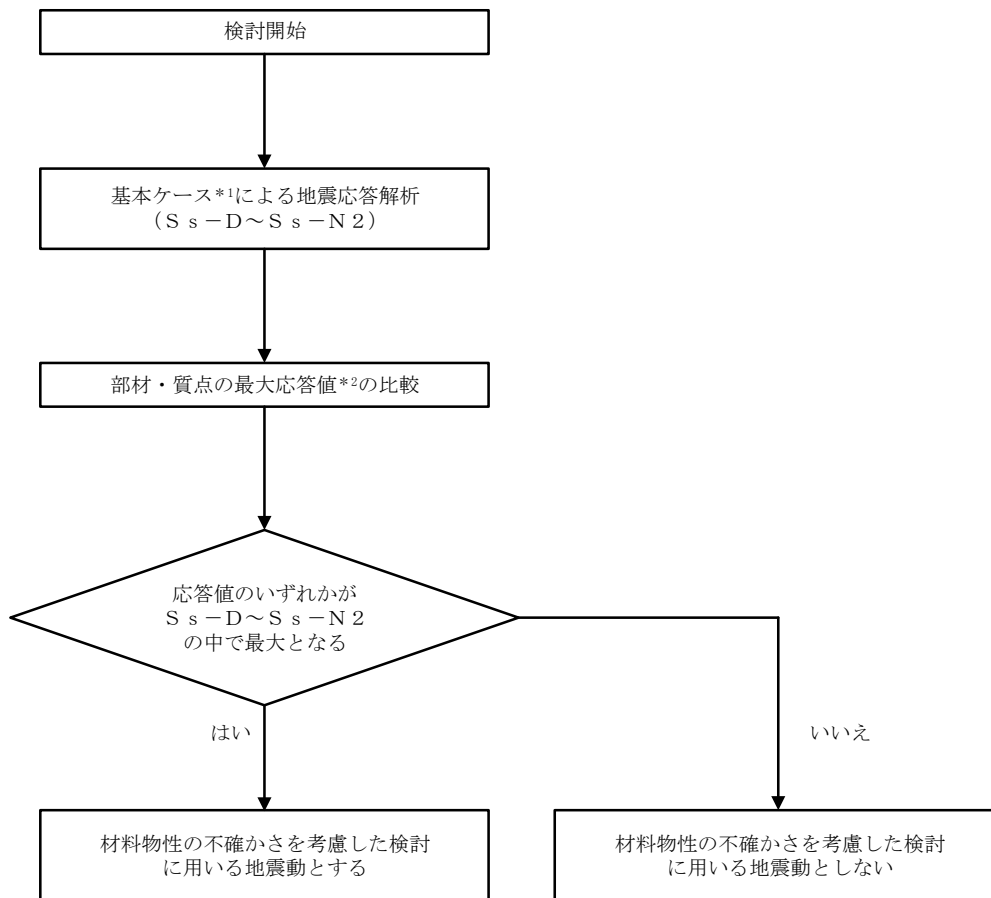 検討開始
基本ケース*1による地震応答解析
(Ss-D～Ss-N2)
部材・質点の最大応答値*2の比較
応答値のいずれかが
Ss-D～Ss-N2
の中で最大となる
はい
いいえ
材料物性の不確かさを考慮した検討
に用いる地震動とする
材料物性の不確かさを考慮した検討
に用いる地震動としない